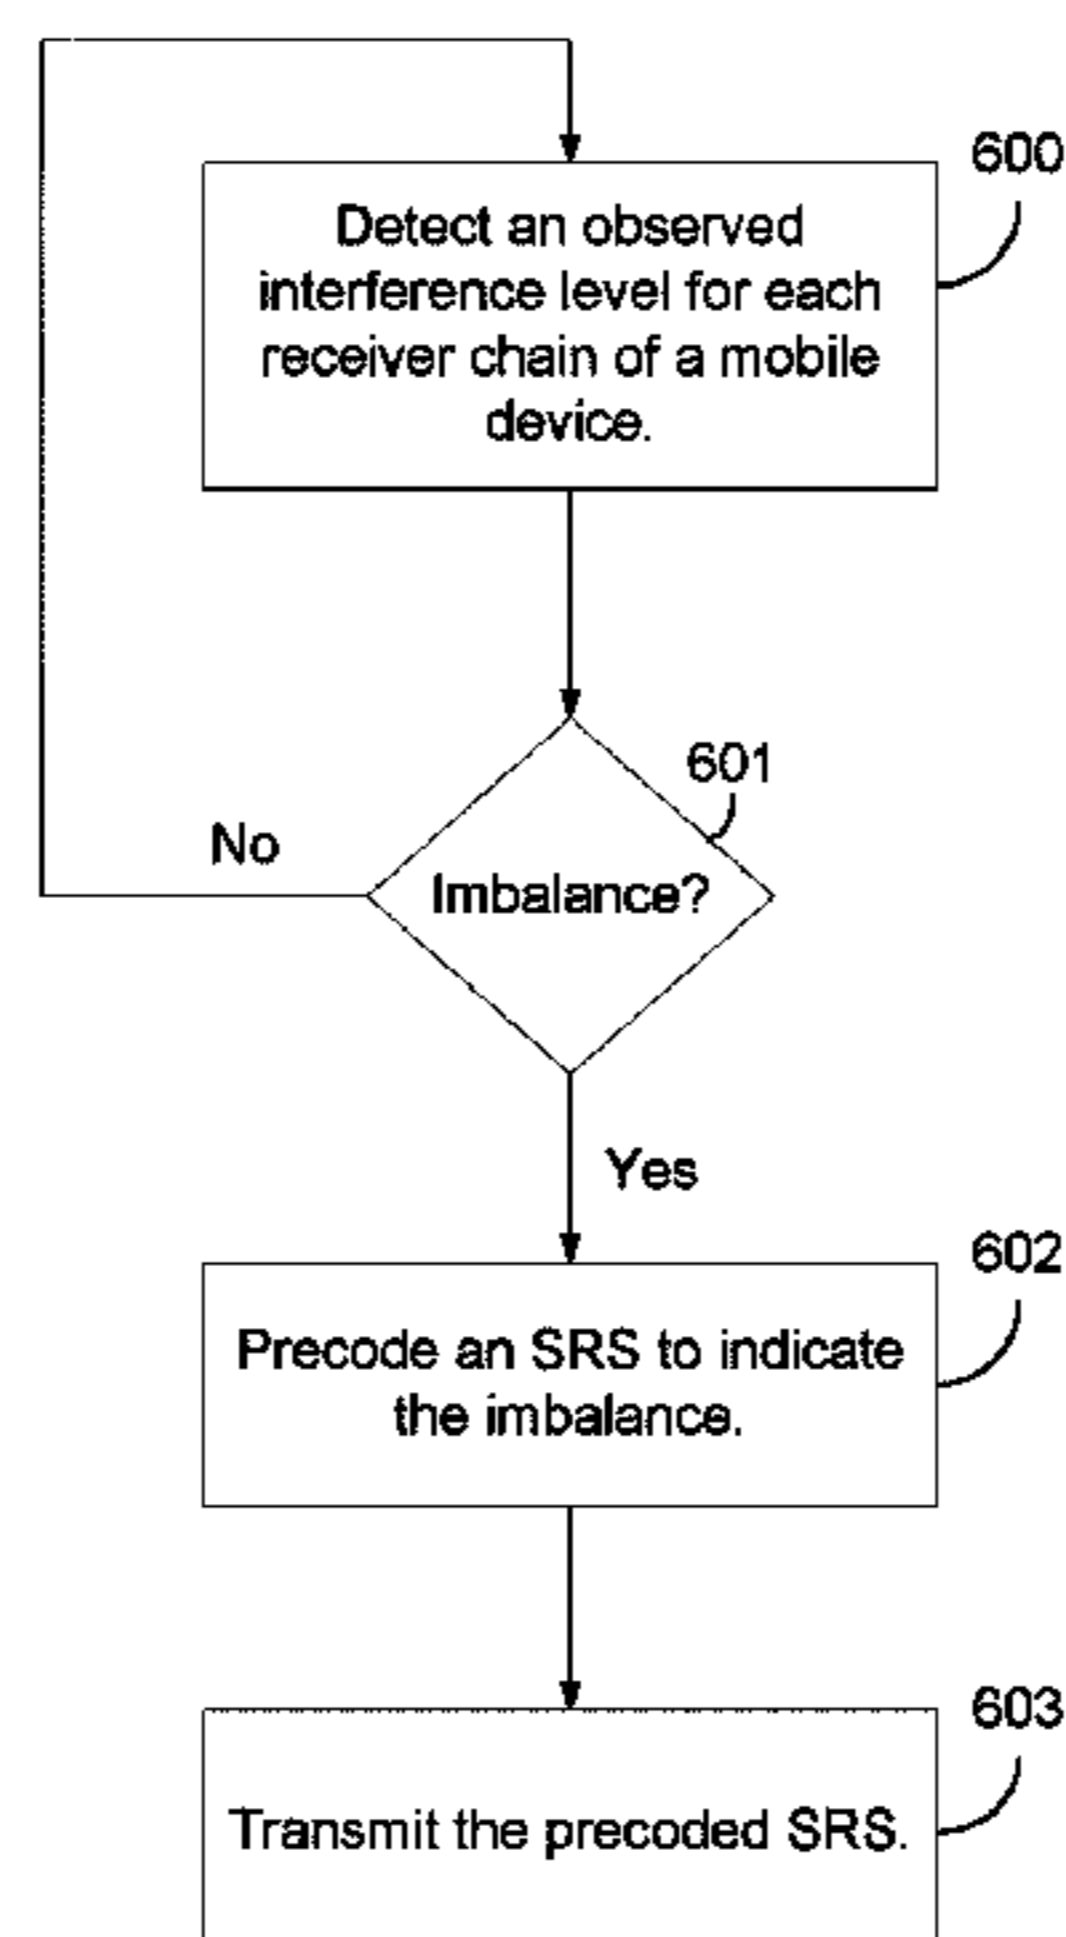 600
Detect an observed
interference level for each
receiver chain of a mobile
device.
601
Imbalance?
No
Yes
602
Precode an SRS to indicate
the imbalance.
603
Transmit the precoded SRS.